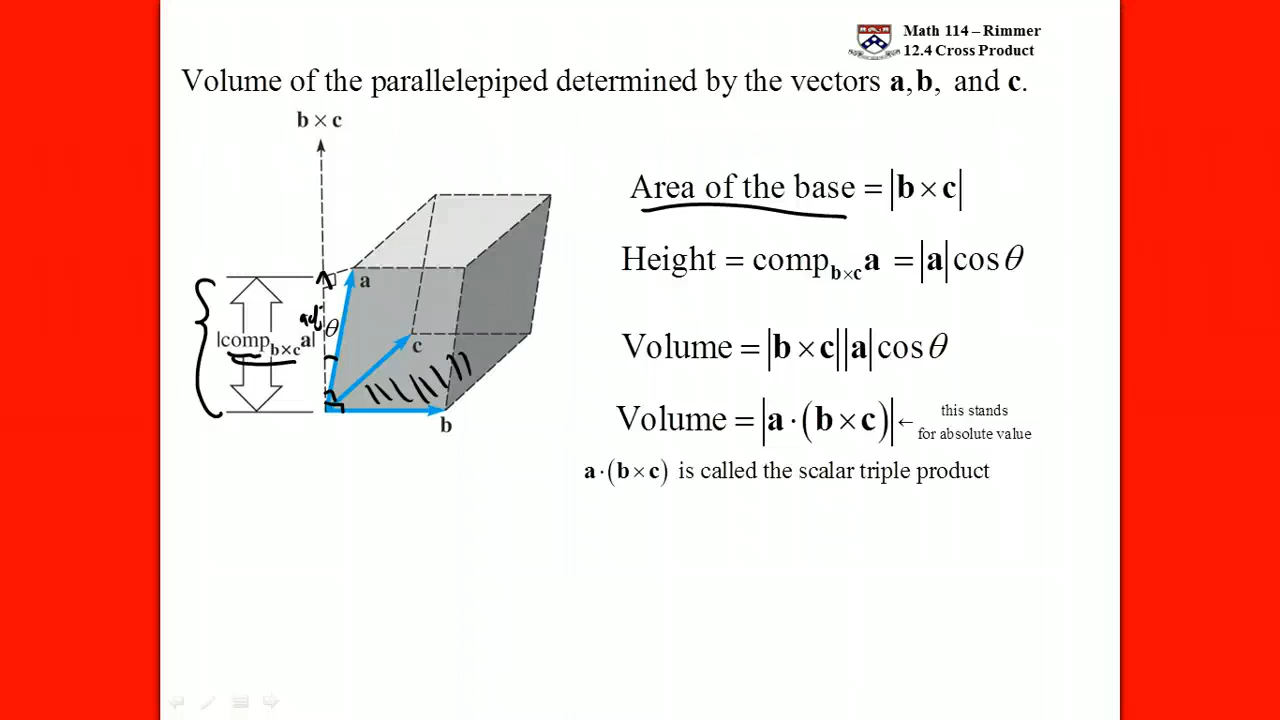 Math 114 – Rimmer
12.4 Cross Product
Volume of the parallelepiped determined by the vectors a, b, and c.
b × c
Area of the base = |b × c|
Height = comp_{b×c} a = |a| cos θ
a
adj
θ
|comp_{b×c} a|
c
Volume = |b × c||a| cos θ
b
Volume = |a · (b × c)| ← this stands
for absolute value
a · (b × c) is called the scalar triple product